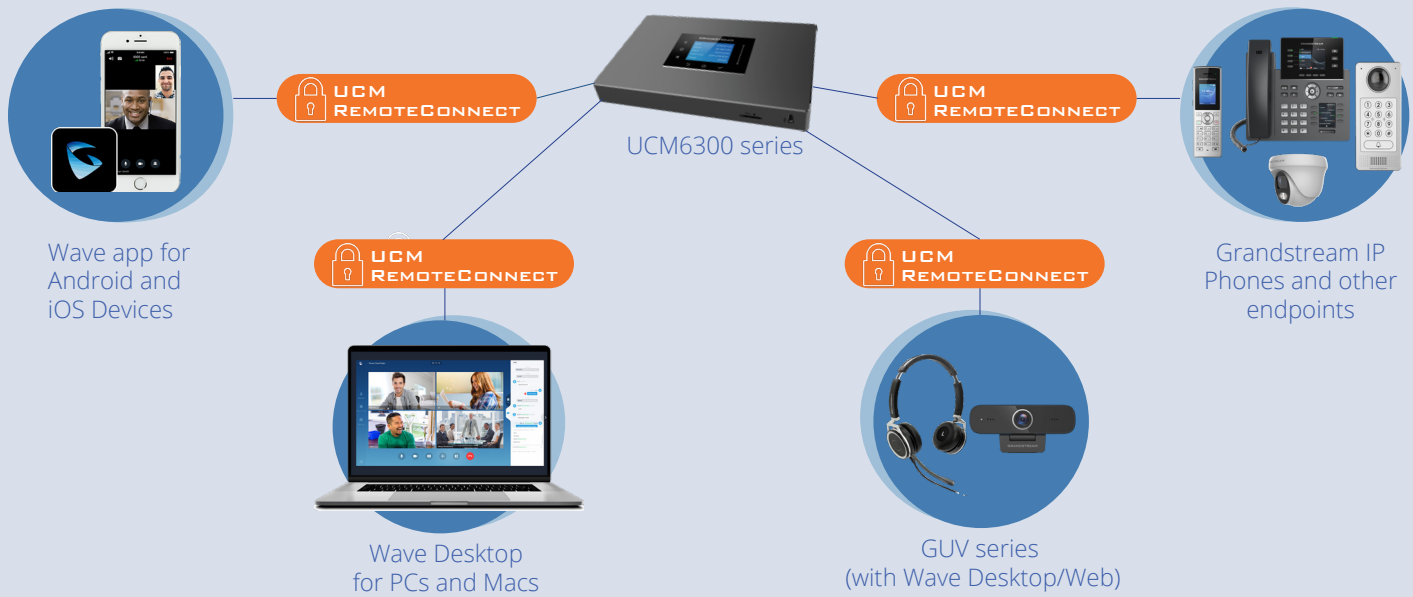 UCM
REMOTECONNECT
UCM
REMOTECONNECT
UCM6300 series
Wave app for
Android and
iOS Devices
UCM
REMOTECONNECT
UCM
REMOTECONNECT
Grandstream IP
Phones and other
endpoints
Wave Desktop
for PCs and Macs
GUV series
(with Wave Desktop/Web)